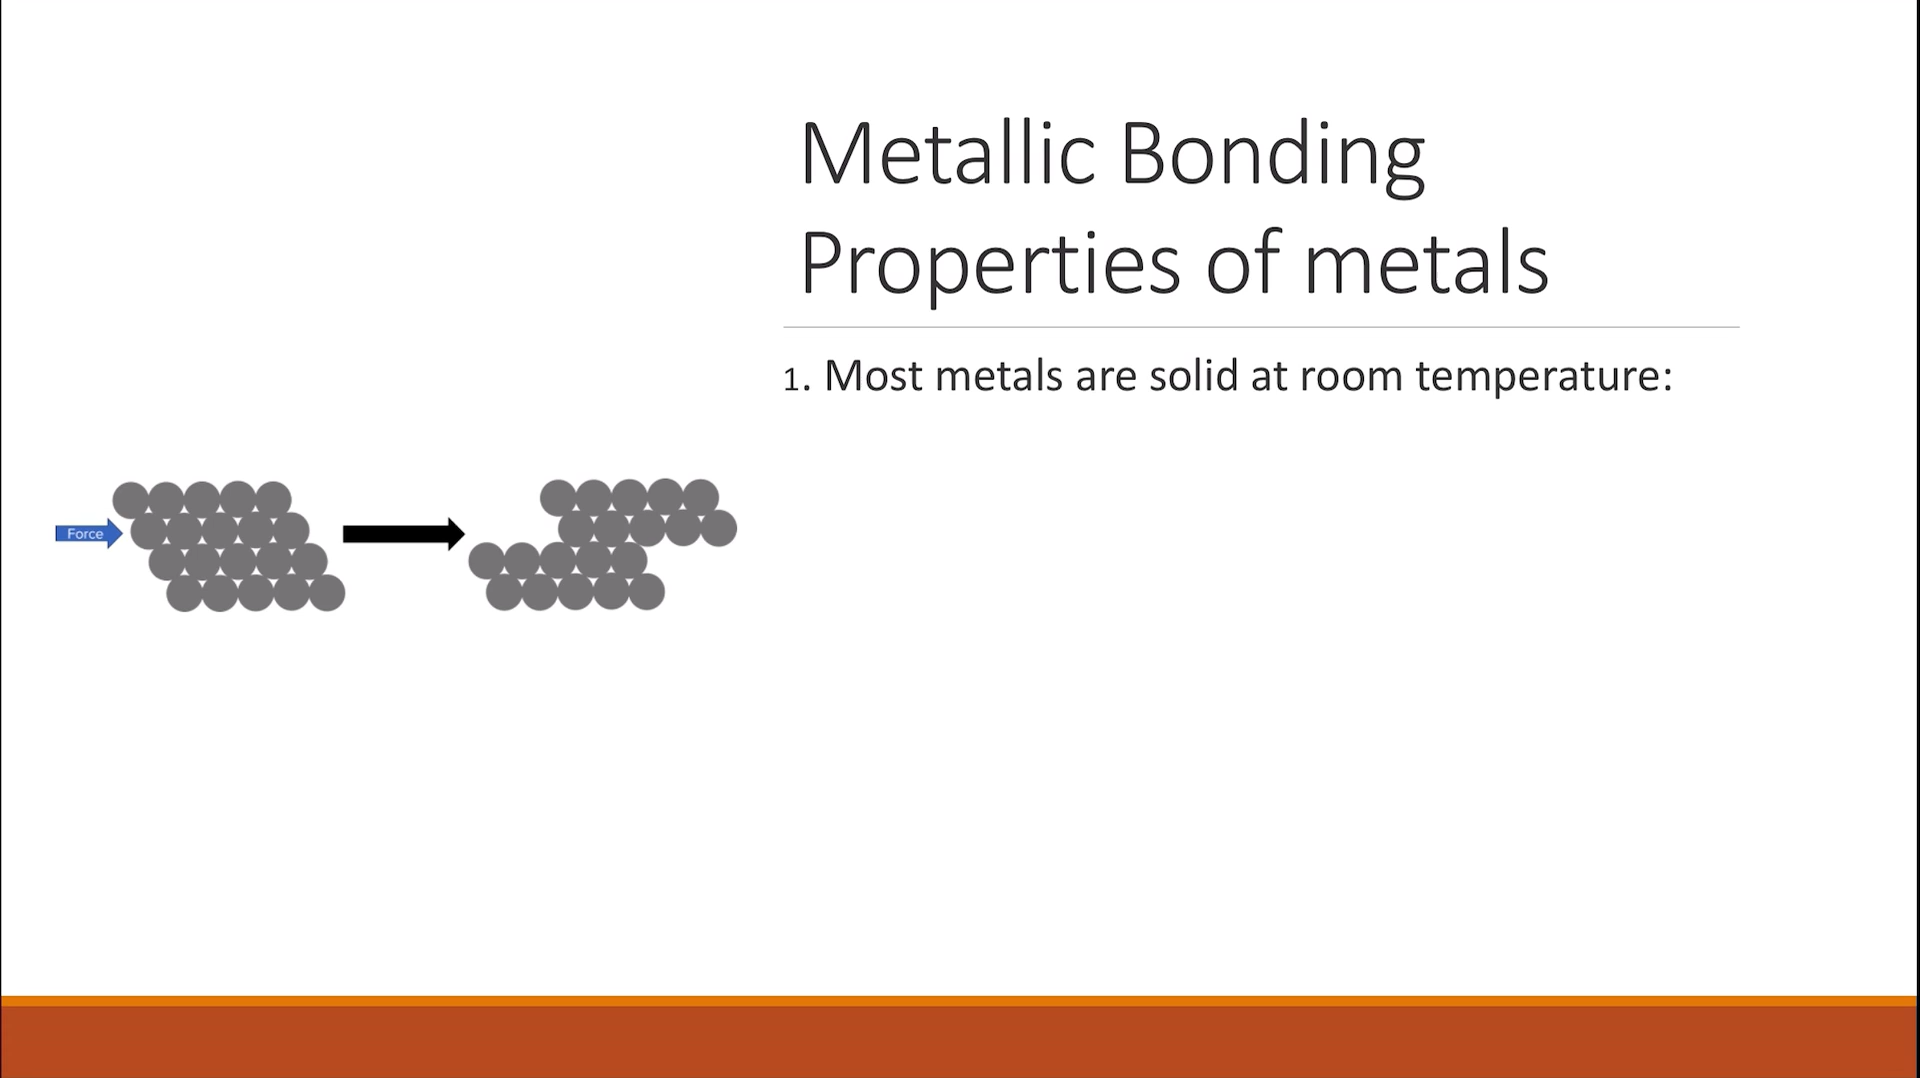 Metallic Bonding
Properties of metals
1. Most metals are solid at room temperature:
Force